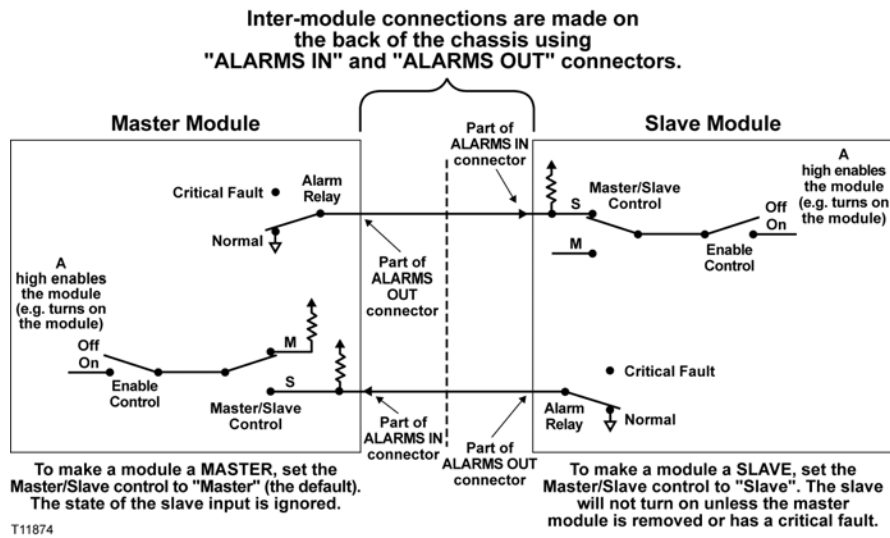 Inter-module connections are made on
the back of the chassis using
"ALARMS IN" and "ALARMS OUT" connectors.
Master Module
Slave Module
Critical Fault
Alarm
Relay
Normal
Part of
ALARMS IN
connector
Part of
ALARMS
OUT
connector
S
Master/Slave
Control
M
A
high enables
the module
(e.g. turns on
the module)
Off
On
Enable
Control
A
high enables
the module
(e.g. turns on
the module)
Off
On
Enable
Control
M
S
Master/Slave
Control
Part of
ALARMS IN
connector
Part of
ALARMS OUT
connector
Critical Fault
Alarm
Relay
Normal
To make a module a MASTER, set the
Master/Slave control to "Master" (the default).
The state of the slave input is ignored.
To make a module a SLAVE, set the
Master/Slave control to "Slave". The slave
will not turn on unless the master
module is removed or has a critical fault.
T11874